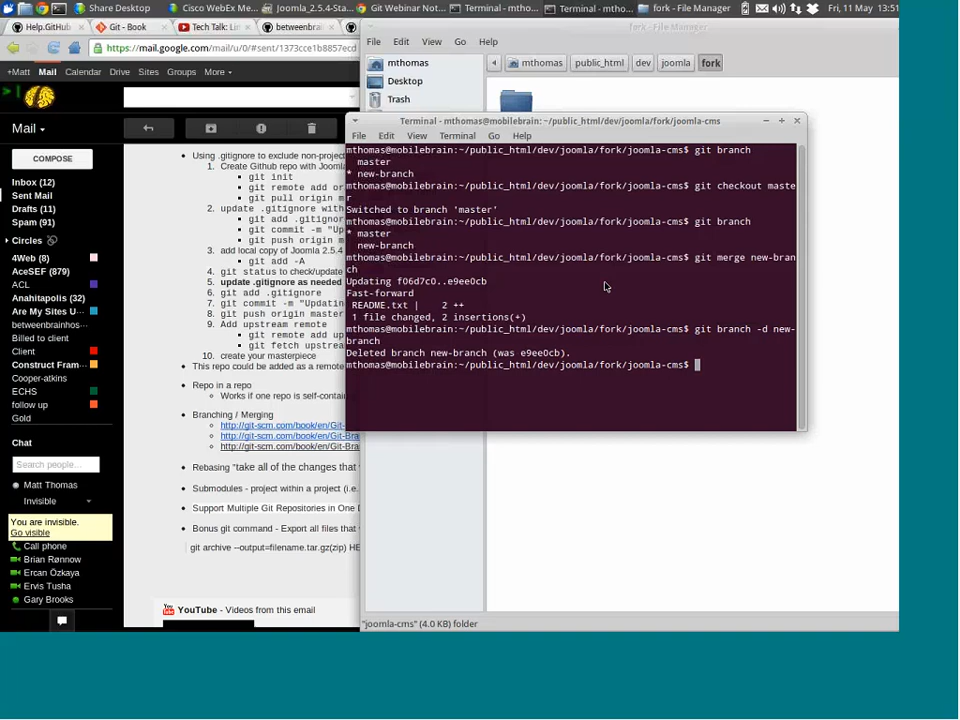 Share Desktop
Cisco WebEx Me...
Joomla_2.5.4-Sta...
Git Webinar Not...
Terminal - mtho...
Terminal - mtho...
fork - File Manager
Fri, 11 May 13:51
Help.GitHub
Git - Book
Tech Talk: Lin
betweenbrai
fork - File Manager
https://mail.google.com/mail/u/0/#sent/1373cce1b8857ecd
File Edit View Go Help
+Matt Mail Calendar Drive Sites Groups More
mthomas
Desktop
Trash
mthomas public_html dev joomla fork
Mail
COMPOSE
Inbox (12)
Sent Mail
Drafts (11)
Spam (91)
Circles
4Web (8)
AceSEF (879)
ACL
Anahitapolis (32)
Are My Sites U
betweenbrainhos
Billed to client
Client
Construct Fram
Cooper-atkins
ECHS
follow up
Gold
Chat
Search people...
Matt Thomas
Invisible
You are invisible.
Go visible
Call phone
Brian Rønnow
Ercan Özkaya
Ervis Tusha
Gary Brooks
Using .gitignore to exclude non-proj
1. Create Github repo with Jooml
git init
git remote add or
git pull origin m
2. update .gitignore with
git add .gitignor
git commit -m "Up
git push origin m
3. add local copy of Joomla 2.5.4
git add -A
4. git status to check/update
5. update .gitignore as needed
6. git add .gitignore
7. git commit -m "Updatin
8. git push origin master
9. Add upstream remote
git remote add up
git fetch upstrea
10. create your masterpiece
This repo could be added as a remote
Repo in a repo
Works if one repo is self-contai
Branching / Merging
http://git-scm.com/book/en/Git-
http://git-scm.com/book/en/Git-Bra
http://git-scm.com/book/en/Git-Bra
Rebasing "take all of the changes that
Submodules - project within a project (i.e.
Support Multiple Git Repositories in One D
Bonus git command - Export all files that
git archive --output=filename.tar.gz(zip) HE
YouTube - Videos from this email
Terminal - mthomas@mobilebrain: ~/public_html/dev/joomla/fork/joomla-cms
File Edit View Terminal Go Help
mthomas@mobilebrain:~/public_html/dev/joomla/fork/joomla-cms$ git branch
master
* new-branch
mthomas@mobilebrain:~/public_html/dev/joomla/fork/joomla-cms$ git checkout maste
r
Switched to branch 'master'
mthomas@mobilebrain:~/public_html/dev/joomla/fork/joomla-cms$ git branch
* master
new-branch
mthomas@mobilebrain:~/public_html/dev/joomla/fork/joomla-cms$ git merge new-bran
ch
Updating f06d7c0..e9ee0cb
Fast-forward
README.txt | 2 ++
1 file changed, 2 insertions(+)
mthomas@mobilebrain:~/public_html/dev/joomla/fork/joomla-cms$ git branch -d new-
branch
Deleted branch new-branch (was e9ee0cb).
mthomas@mobilebrain:~/public_html/dev/joomla/fork/joomla-cms$
"joomla-cms" (4.0 KB) folder